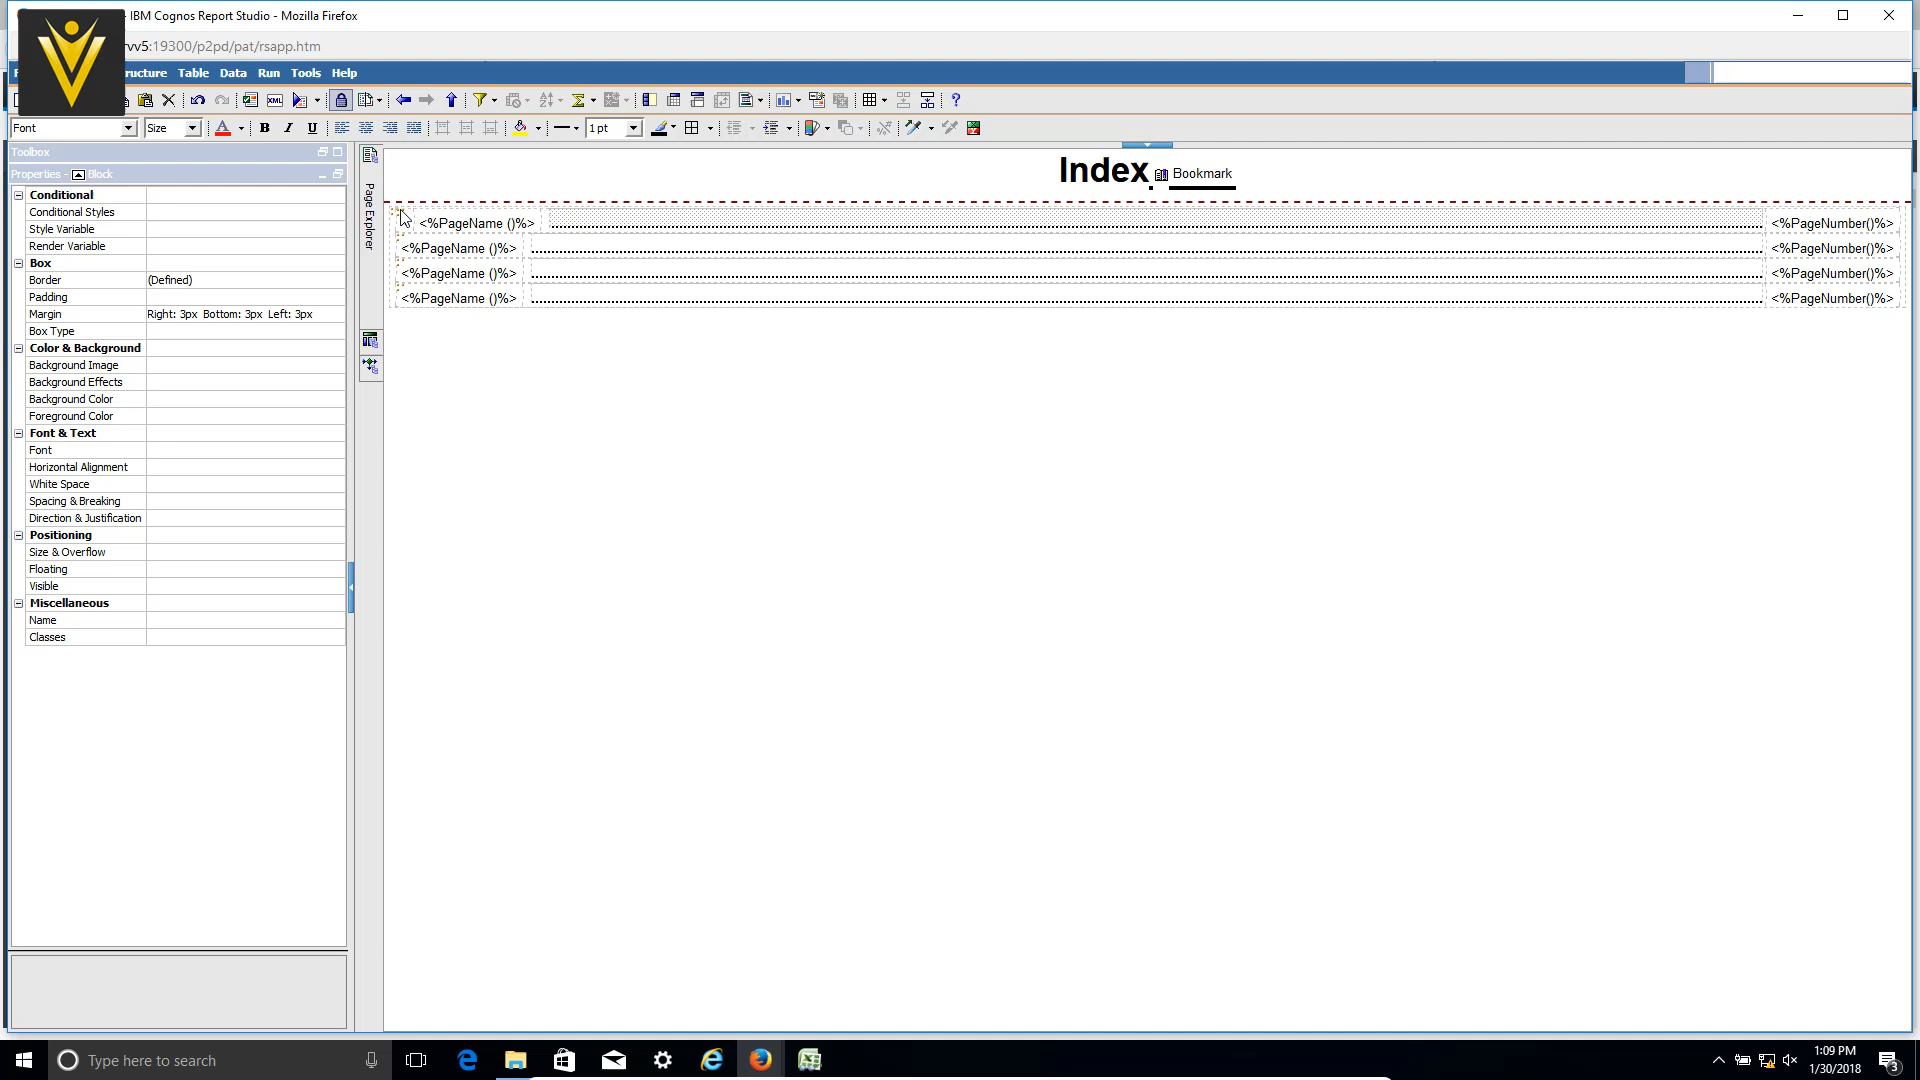 - IBM Cognos Report Studio - Mozilla Firefox
rvv5:19300/p2pd/pat/rsapp.htm
ructure Table Data Run Tools Help
XML
Font Size A B I U 1pt
Toolbox
Properties - Block
Conditional
Conditional Styles
Style Variable
Render Variable
Box
Border (Defined)
Padding
Margin Right: 3px Bottom: 3px Left: 3px
Box Type
Color & Background
Background Image
Background Effects
Background Color
Foreground Color
Font & Text
Font
Horizontal Alignment
White Space
Spacing & Breaking
Direction & Justification
Positioning
Size & Overflow
Floating
Visible
Miscellaneous
Name
Classes
Page Explorer
Index Bookmark
<%PageName ()%> <%PageNumber()%>
<%PageName ()%> <%PageNumber()%>
<%PageName ()%> <%PageNumber()%>
<%PageName ()%> <%PageNumber()%>
Type here to search
1:09 PM
1/30/2018
3